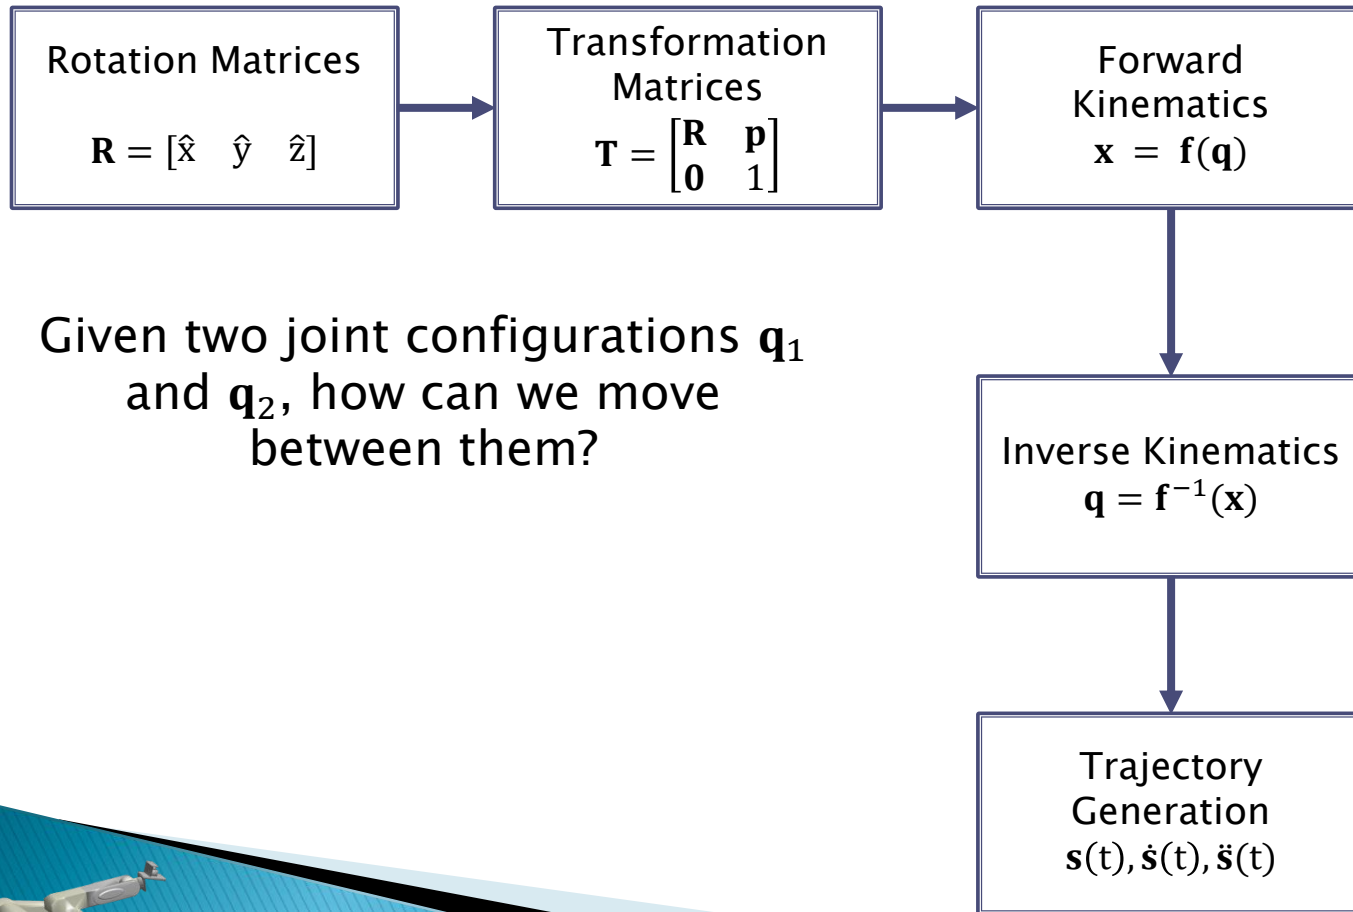 Rotation Matrices
𝐑 = [x̂ ŷ ẑ]
Transformation
Matrices
𝐓 = [𝐑 𝐩
𝟎 1]
Forward
Kinematics
𝐱 = 𝐟(𝐪)
Given two joint configurations 𝐪₁
and 𝐪₂, how can we move
between them?
Inverse Kinematics
𝐪 = 𝐟⁻¹(𝐱)
Trajectory
Generation
𝐬(t), 𝐬̇(t), 𝐬̈(t)